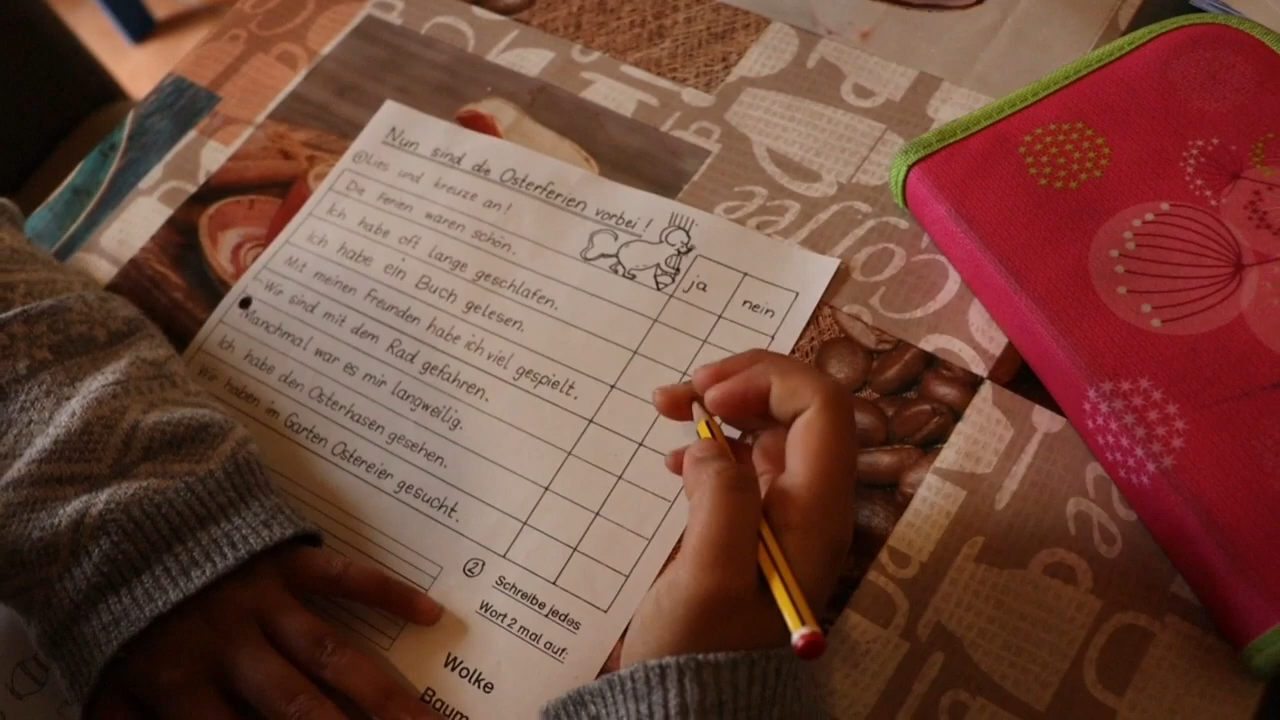 Nun sind die Osterferien vorbei!
Lies und kreuze an!
ja nein
Die Ferien waren schön.
Ich habe oft lange geschlafen.
Ich habe ein Buch gelesen.
Mit meinen Freunden habe ich viel gespielt.
Wir sind mit dem Rad gefahren.
Manchmal war es mir langweilig.
Ich habe den Osterhasen gesehen.
Wir haben im Garten Ostereier gesucht.
② Schreibe jedes
Wort 2 mal auf:
Wolke
Baum
Coffee